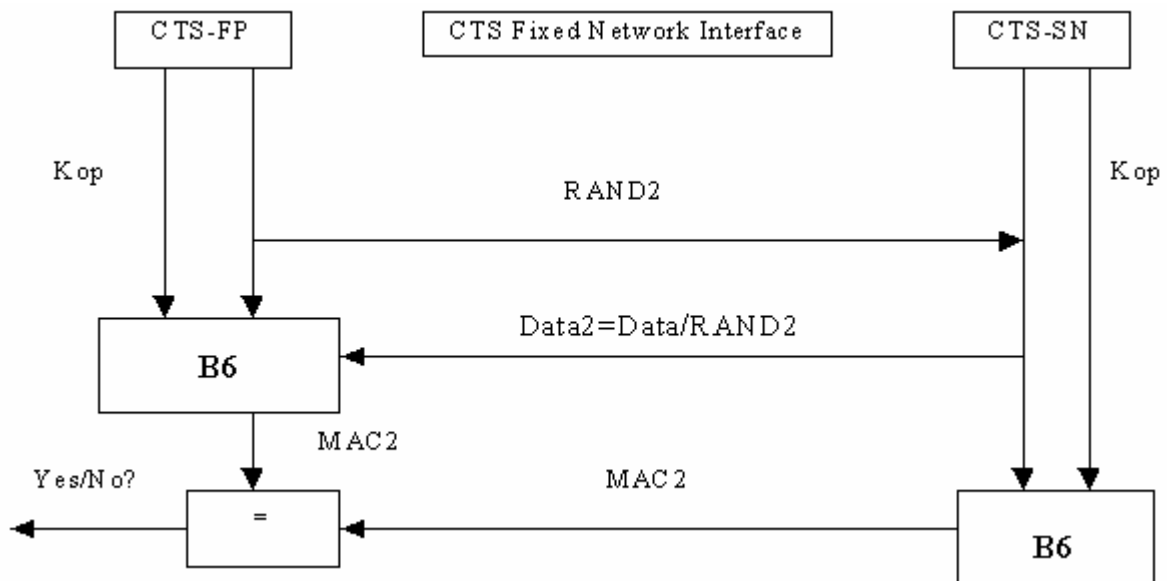 CTS-FP
CTS Fixed Network Interface
CTS-SN
Kop
Kop
RAND2
Data2=Data/RAND2
B6
MAC2
Yes/No?
MAC2
=
B6